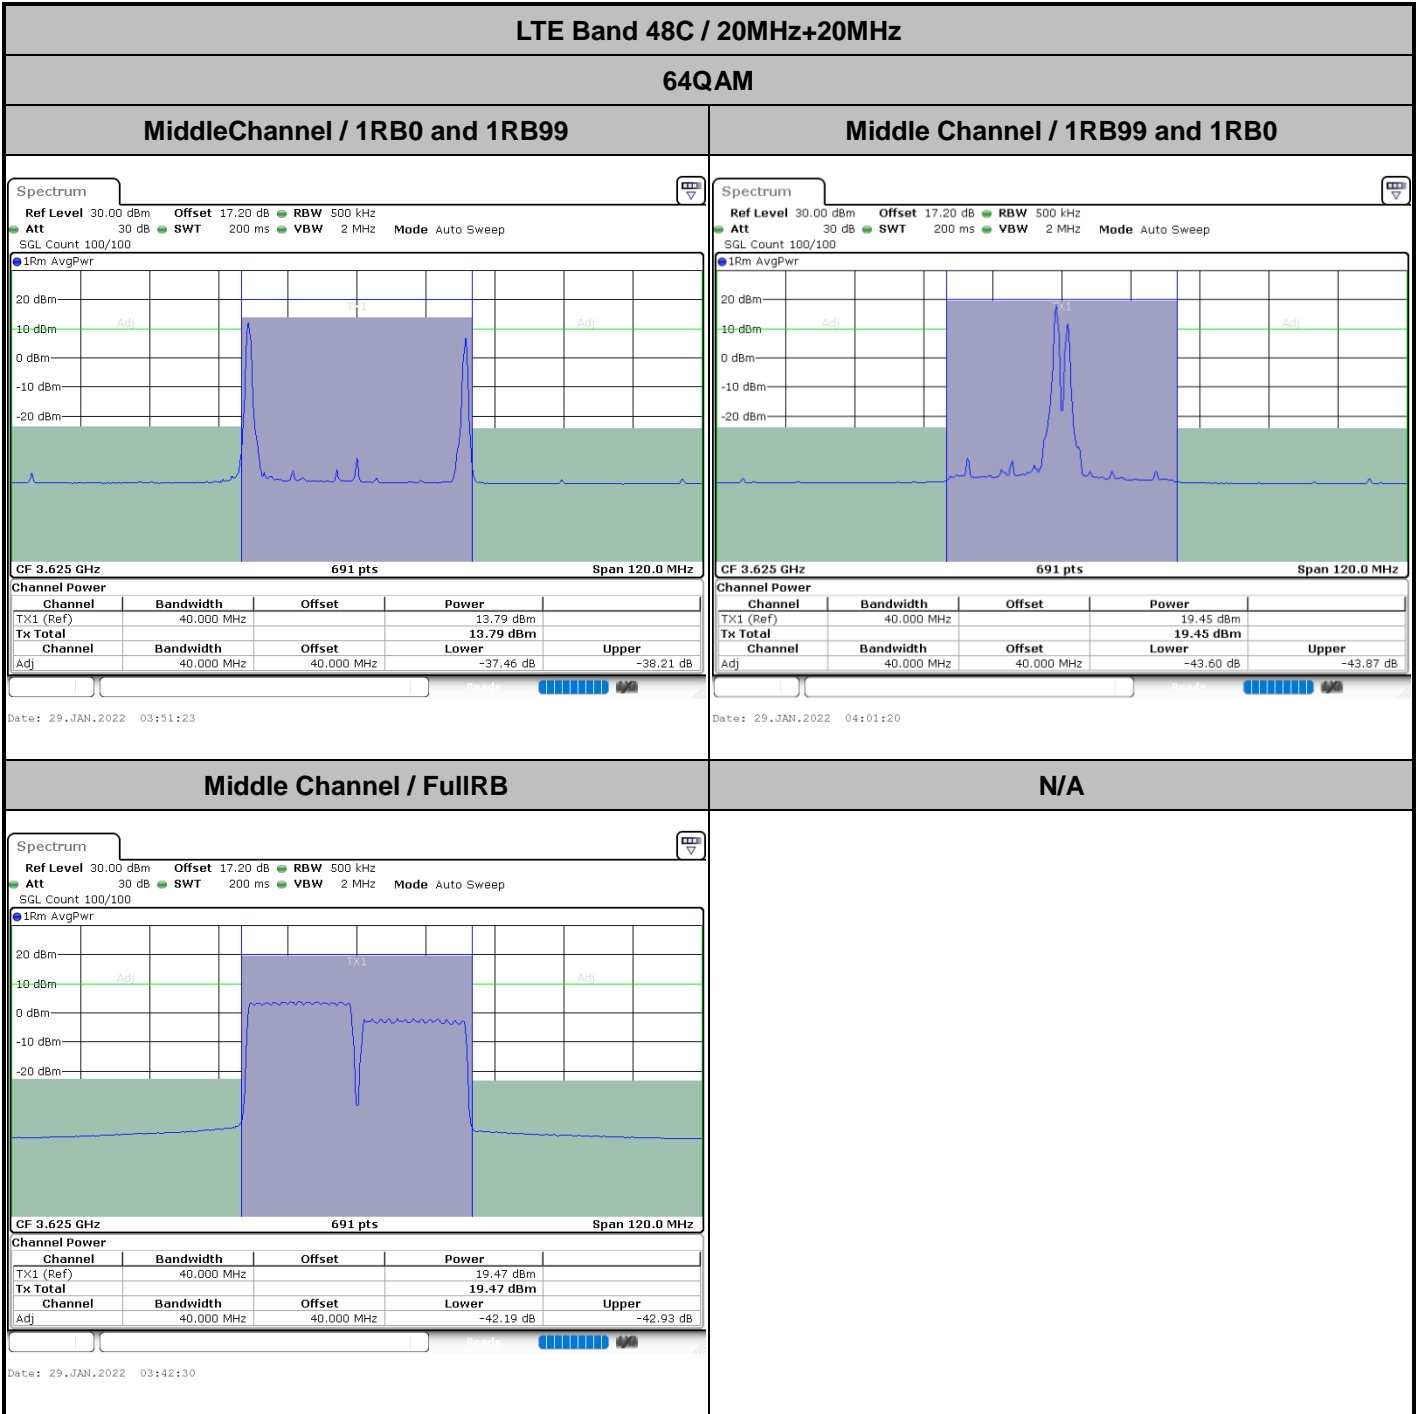 LTE Band 48C / 20MHz+20MHz
64QAM
MiddleChannel / 1RB0 and 1RB99
Middle Channel / 1RB99 and 1RB0
Spectrum
Ref Level 30.00 dBm Offset 17.20 dB RBW 500 kHz
Att 30 dB SWT 200 ms VBW 2 MHz Mode Auto Sweep
SGL Count 100/100
1Rm AvgPwr
TX1
20 dBm
Adj
Adj
10 dBm
0 dBm
-10 dBm
-20 dBm
CF 3.625 GHz 691 pts Span 120.0 MHz
Channel Power
Channel Bandwidth Offset Power
TX1 (Ref) 40.000 MHz 13.79 dBm
Tx Total 13.79 dBm
Channel Bandwidth Offset Lower Upper
Adj 40.000 MHz 40.000 MHz -37.46 dB -38.21 dB
Ready
Date: 29.JAN.2022 03:51:23
Spectrum
Ref Level 30.00 dBm Offset 17.20 dB RBW 500 kHz
Att 30 dB SWT 200 ms VBW 2 MHz Mode Auto Sweep
SGL Count 100/100
1Rm AvgPwr
TX1
20 dBm
Adj
Adj
10 dBm
0 dBm
-10 dBm
-20 dBm
CF 3.625 GHz 691 pts Span 120.0 MHz
Channel Power
Channel Bandwidth Offset Power
TX1 (Ref) 40.000 MHz 19.45 dBm
Tx Total 19.45 dBm
Channel Bandwidth Offset Lower Upper
Adj 40.000 MHz 40.000 MHz -43.60 dB -43.87 dB
Ready
Date: 29.JAN.2022 04:01:20
Middle Channel / FullRB
N/A
Spectrum
Ref Level 30.00 dBm Offset 17.20 dB RBW 500 kHz
Att 30 dB SWT 200 ms VBW 2 MHz Mode Auto Sweep
SGL Count 100/100
1Rm AvgPwr
20 dBm
TX1
Adj
Adj
10 dBm
0 dBm
-10 dBm
-20 dBm
CF 3.625 GHz 691 pts Span 120.0 MHz
Channel Power
Channel Bandwidth Offset Power
TX1 (Ref) 40.000 MHz 19.47 dBm
Tx Total 19.47 dBm
Channel Bandwidth Offset Lower Upper
Adj 40.000 MHz 40.000 MHz -42.19 dB -42.93 dB
Ready
Date: 29.JAN.2022 03:42:30